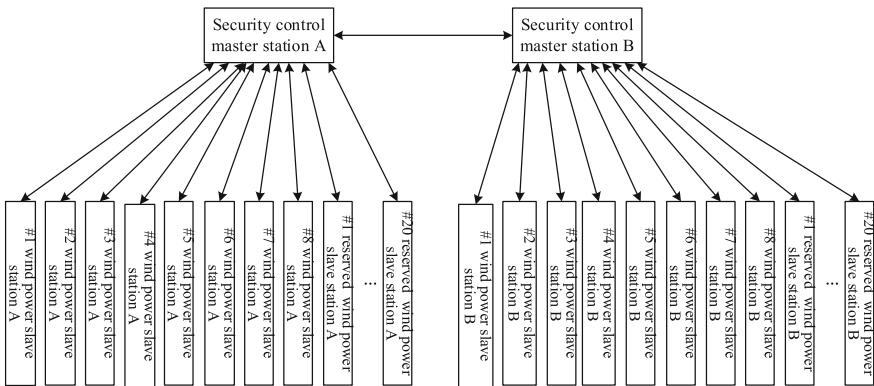 Security control
master station A
Security control
master station B
#1 wind power slave
station A
#2 wind power slave
station A
#3 wind power slave
station A
#4 wind power slave
station A
#5 wind power slave
station A
#6 wind power slave
station A
#7 wind power slave
station A
#8 wind power slave
station A
#1 reserved wind power
slave station A
...
#20 reserved wind power
slave station A
#1 wind power slave
station B
#2 wind power slave
station B
#3 wind power slave
station B
#4 wind power slave
station B
#5 wind power slave
station B
#6 wind power slave
station B
#7 wind power slave
station B
#8 wind power slave
station B
#1 reserved wind power
slave station B
...
#20 reserved wind power
slave station B